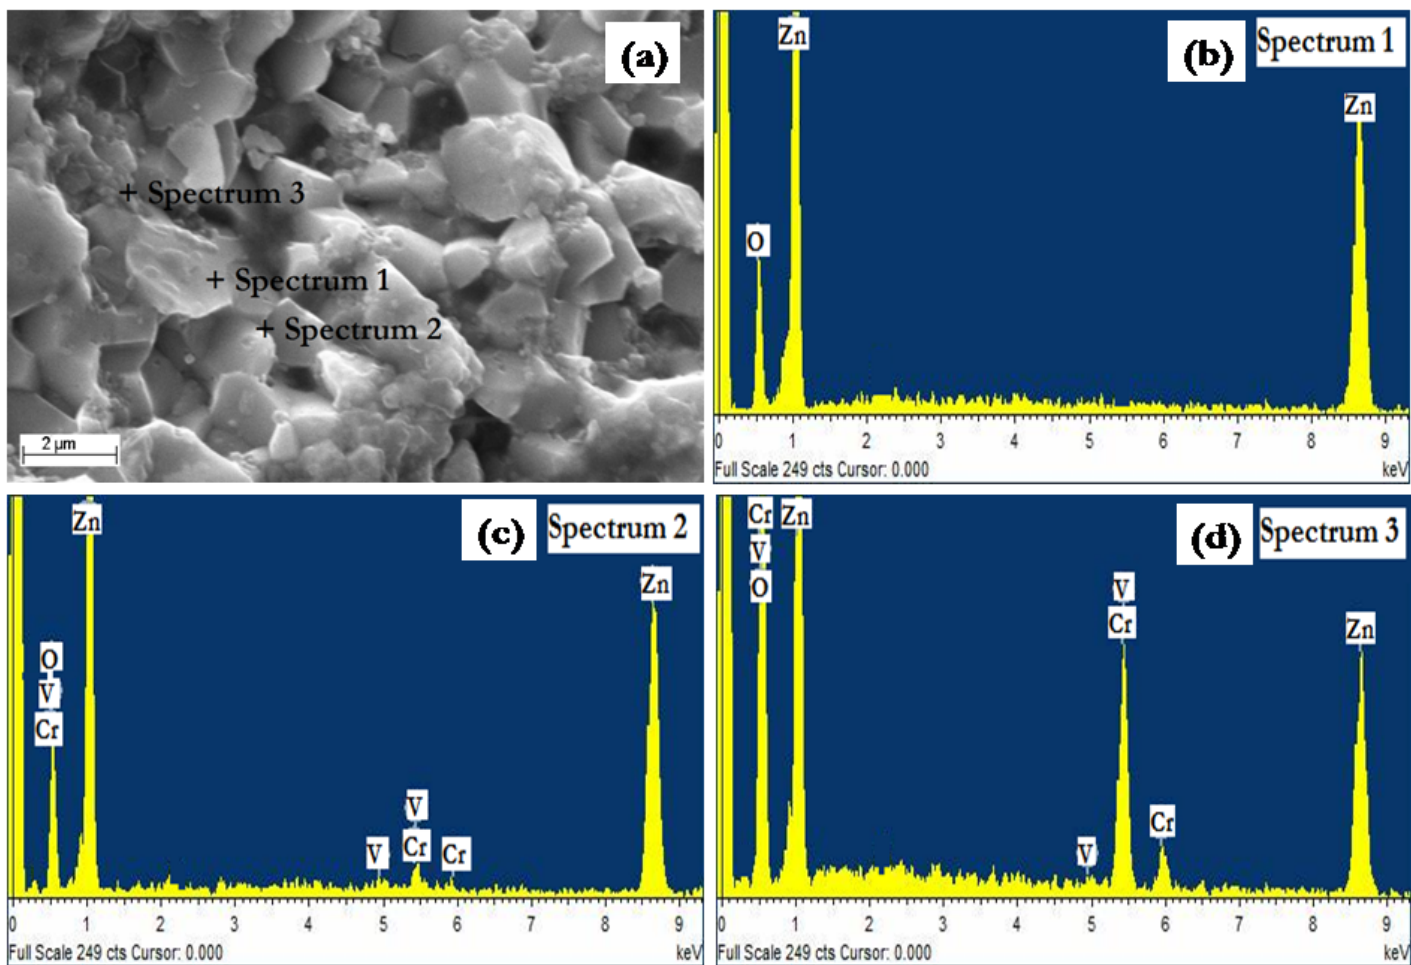 (a)
+ Spectrum 3
+ Spectrum 1
+ Spectrum 2
2 µm
(b)
Spectrum 1
Zn
Zn
O
0 1 2 3 4 5 6 7 8 9
Full Scale 249 cts Cursor: 0.000
keV
(c)
Spectrum 2
Zn
Zn
O
V
Cr
V
V
Cr
Cr
0 1 2 3 4 5 6 7 8 9
Full Scale 249 cts Cursor: 0.000
keV
(d)
Spectrum 3
Cr
V
O
Zn
V
Cr
V
Cr
Zn
0 1 2 3 4 5 6 7 8 9
Full Scale 249 cts Cursor: 0.000
keV